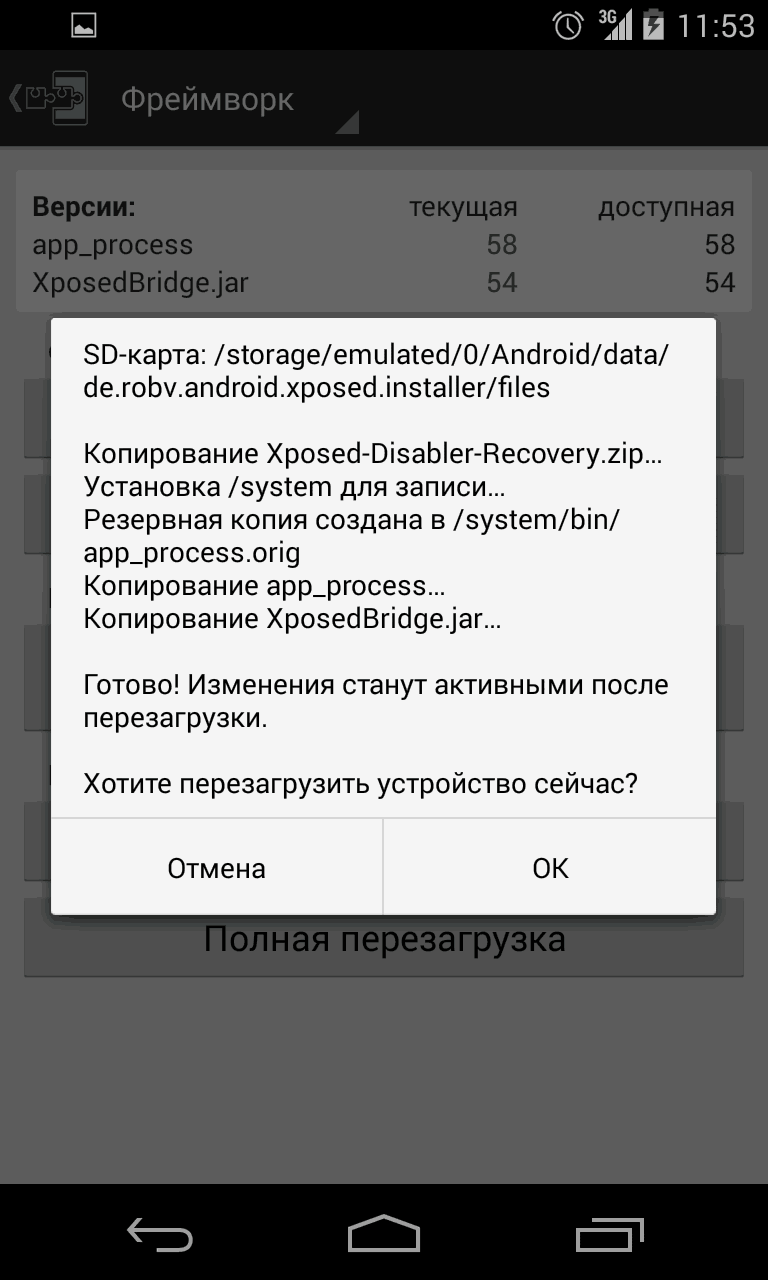 3G 11:53
Фреймворк
Версии: текущая доступная
app_process 58 58
XposedBridge.jar 54 54
SD-карта: /storage/emulated/0/Android/data/
de.robv.android.xposed.installer/files
Копирование Xposed-Disabler-Recovery.zip...
Установка /system для записи...
Резервная копия создана в /system/bin/
app_process.orig
Копирование app_process...
Копирование XposedBridge.jar...
Готово! Изменения станут активными после
перезагрузки.
Хотите перезагрузить устройство сейчас?
Отмена OK
Полная перезагрузка